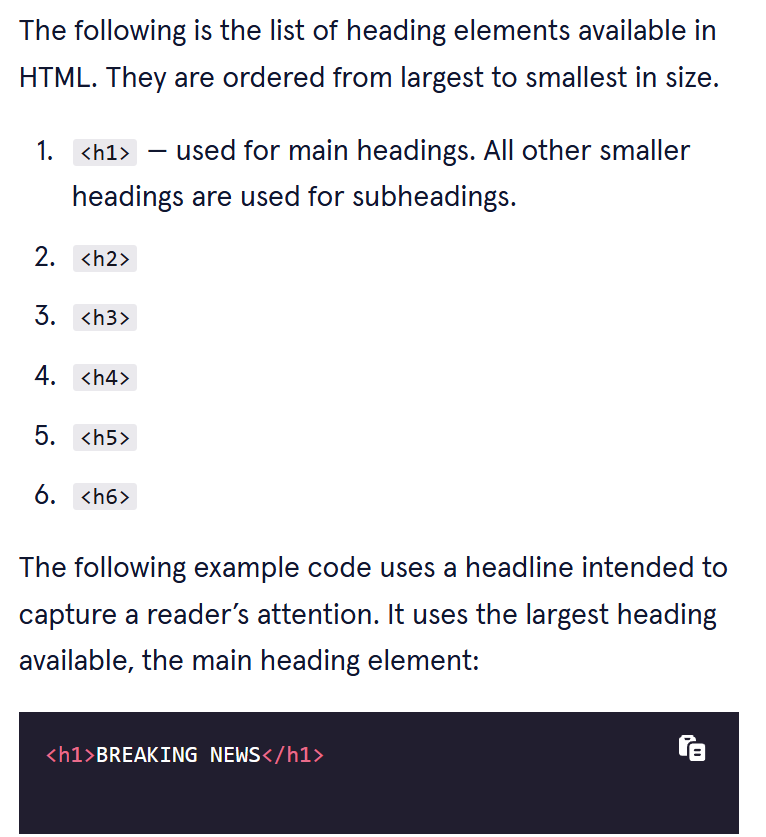 The following is the list of heading elements available in
HTML. They are ordered from largest to smallest in size.
1. <h1> — used for main headings. All other smaller
headings are used for subheadings.
2. <h2>
3. <h3>
4. <h4>
5. <h5>
6. <h6>
The following example code uses a headline intended to
capture a reader’s attention. It uses the largest heading
available, the main heading element:
<h1>BREAKING NEWS</h1>